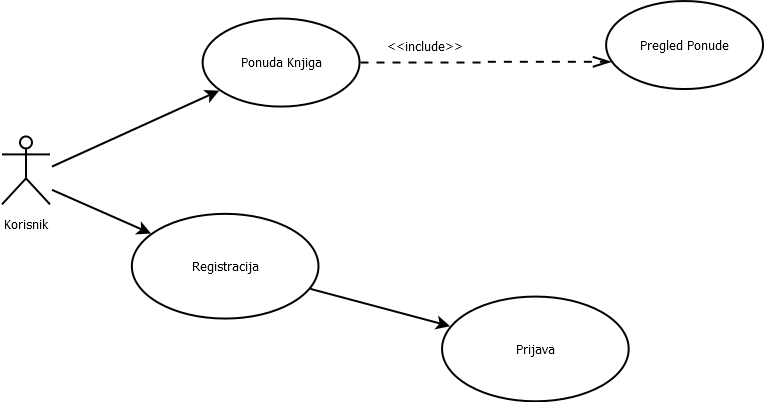 Ponuda Knjiga
<<include>>
Pregled Ponude
Korisnik
Registracija
Prijava